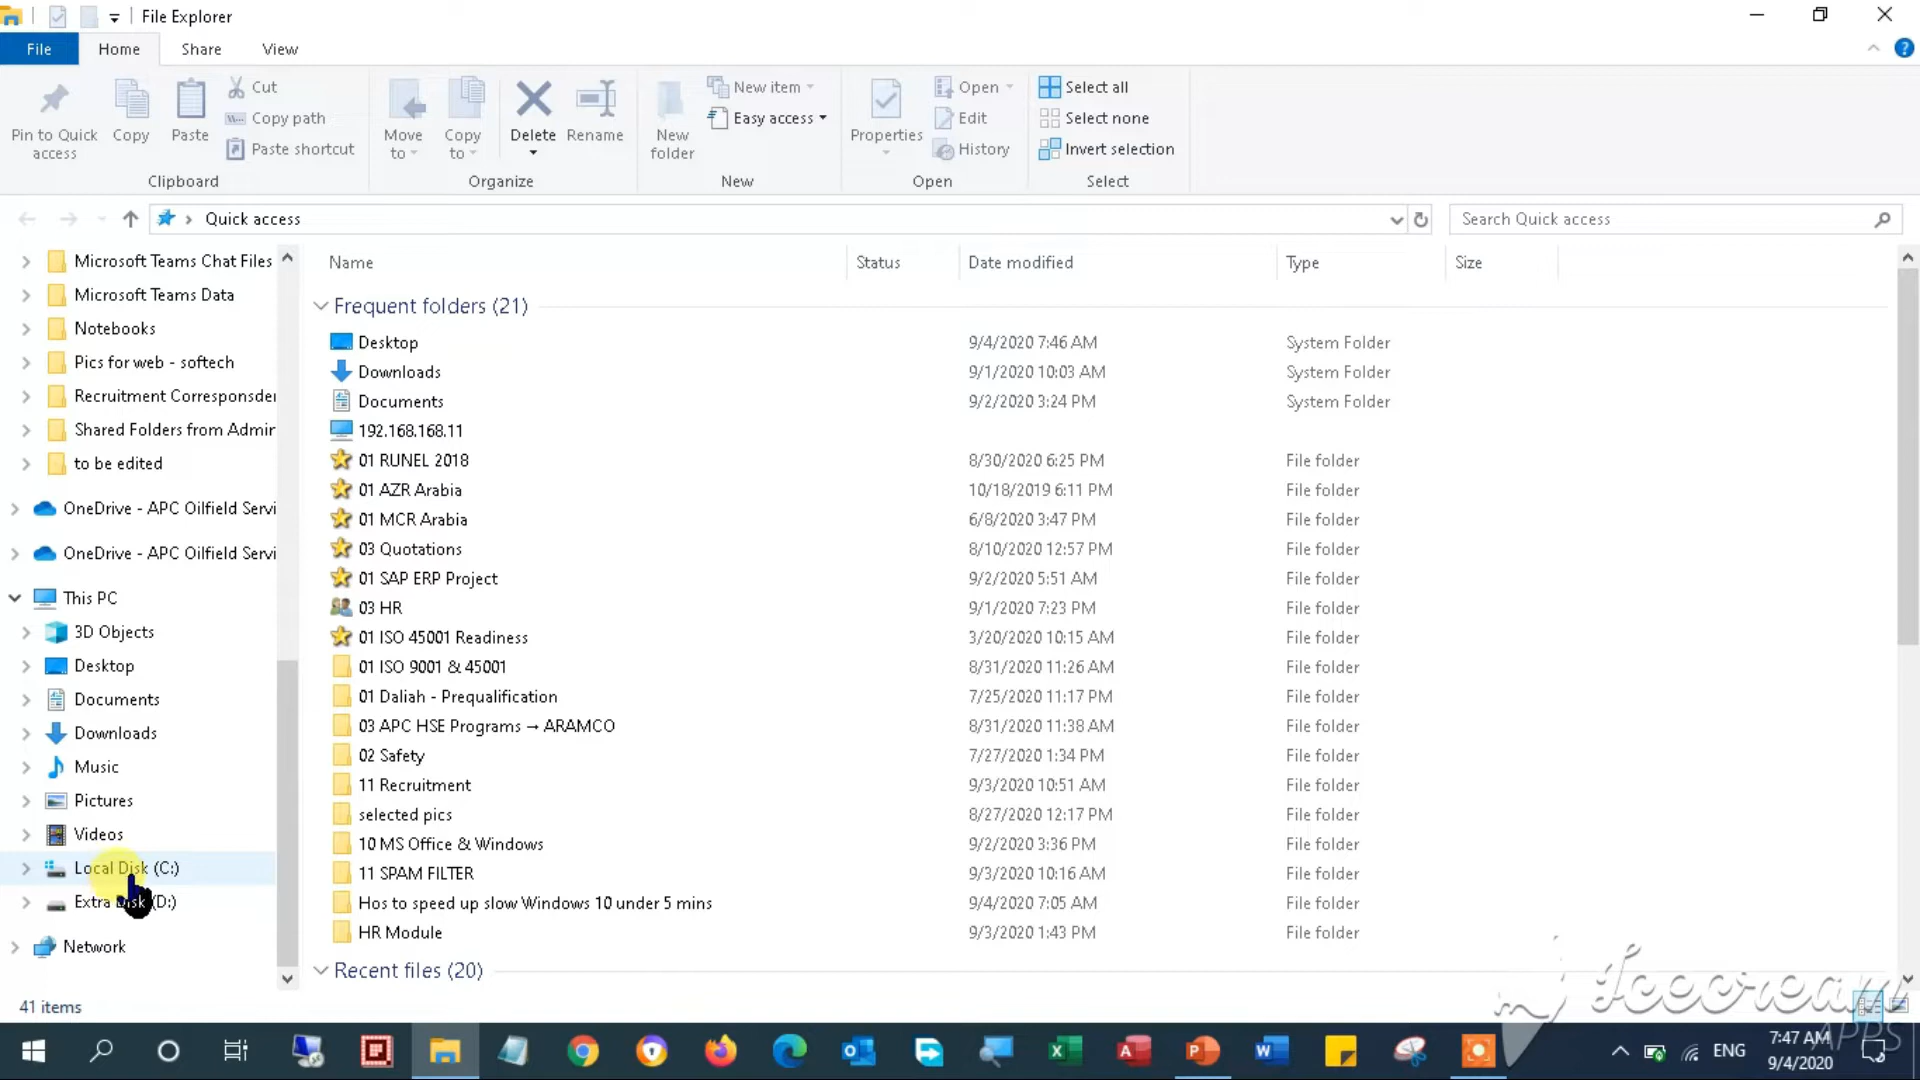 File Explorer
File Home Share View
Pin to Quick access
Copy
Paste
Cut
Copy path
Paste shortcut
Clipboard
Move to
Copy to
Delete
Rename
Organize
New folder
New item
Easy access
New
Properties
Open
Edit
History
Open
Select all
Select none
Invert selection
Select
Quick access
Search Quick access
Microsoft Teams Chat Files
Microsoft Teams Data
Notebooks
Pics for web - softech
Recruitment Corresponsder
Shared Folders from Admir
to be edited
OneDrive - APC Oilfield Servi
OneDrive - APC Oilfield Servi
This PC
3D Objects
Desktop
Documents
Downloads
Music
Pictures
Videos
Local Disk (C:)
Extra Disk (D:)
Network
Name Status Date modified Type Size
Frequent folders (21)
Desktop 9/4/2020 7:46 AM System Folder
Downloads 9/1/2020 10:03 AM System Folder
Documents 9/2/2020 3:24 PM System Folder
192.168.168.11
01 RUNEL 2018 8/30/2020 6:25 PM File folder
01 AZR Arabia 10/18/2019 6:11 PM File folder
01 MCR Arabia 6/8/2020 3:47 PM File folder
03 Quotations 8/10/2020 12:57 PM File folder
01 SAP ERP Project 9/2/2020 5:51 AM File folder
03 HR 9/1/2020 7:23 PM File folder
01 ISO 45001 Readiness 3/20/2020 10:15 AM File folder
01 ISO 9001 & 45001 8/31/2020 11:26 AM File folder
01 Daliah - Prequalification 7/25/2020 11:17 PM File folder
03 APC HSE Programs → ARAMCO 8/31/2020 11:38 AM File folder
02 Safety 7/27/2020 1:34 PM File folder
11 Recruitment 9/3/2020 10:51 AM File folder
selected pics 8/27/2020 12:17 PM File folder
10 MS Office & Windows 9/2/2020 3:36 PM File folder
11 SPAM FILTER 9/3/2020 10:16 AM File folder
Hos to speed up slow Windows 10 under 5 mins 9/4/2020 7:05 AM File folder
HR Module 9/3/2020 1:43 PM File folder
Recent files (20)
41 items
Icecream
APPS
ENG
7:47 AM
9/4/2020